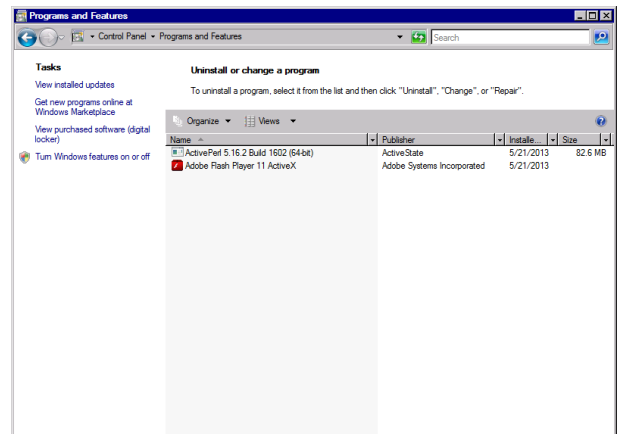 Programs and Features
Control Panel Programs and Features
Search
Tasks
View installed updates
Get new programs online at
Windows Marketplace
View purchased software (digital
locker)
Turn Windows features on or off
Uninstall or change a program
To uninstall a program, select it from the list and then click "Uninstall", "Change", or "Repair".
Organize Views
Name Publisher Installe... Size
ActivePerl 5.16.2 Build 1602 (64-bit) ActiveState 5/21/2013 82.6 MB
Adobe Flash Player 11 ActiveX Adobe Systems Incorporated 5/21/2013